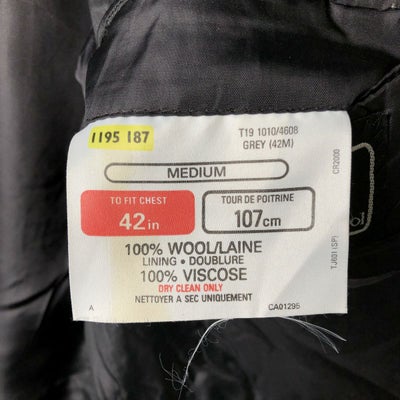 1195 187
T19 1010/4608
GREY (42M)
MEDIUM
CR2000
TO FIT CHEST
42in
TOUR DE POITRINE
107cm
100% WOOL/LAINE
LINING • DOUBLURE
100% VISCOSE
DRY CLEAN ONLY
NETTOYER A SEC UNIQUEMENT
TJ601 (SP)
A
CA01295